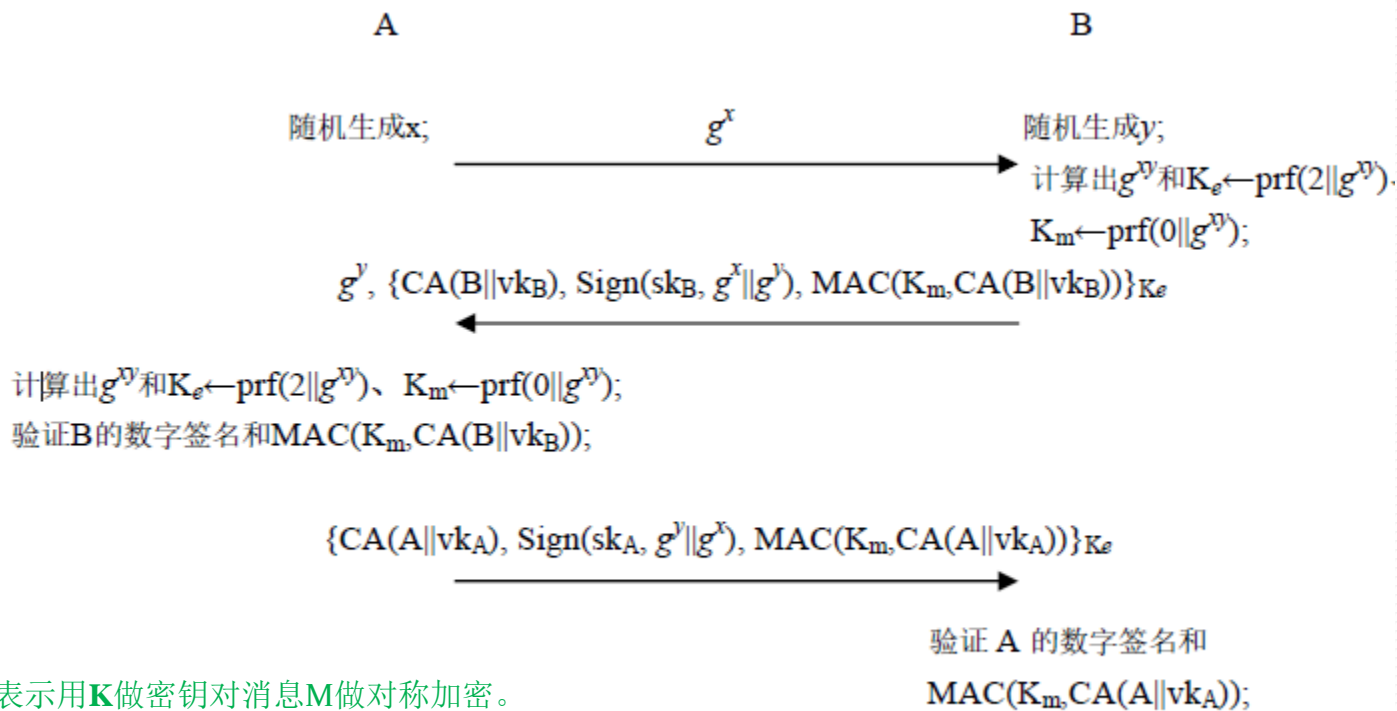 A B
随机生成x; g^x 随机生成y;
计算出g^xy和K_e←prf(2||g^xy)、
K_m←prf(0||g^xy);
g^y, {CA(B||vk_B), Sign(sk_B, g^x||g^y), MAC(K_m,CA(B||vk_B))}_Ke
计算出g^xy和K_e←prf(2||g^xy)、K_m←prf(0||g^xy);
验证B的数字签名和MAC(K_m,CA(B||vk_B));
{CA(A||vk_A), Sign(sk_A, g^y||g^x), MAC(K_m,CA(A||vk_A))}_Ke
验证 A 的数字签名和
表示用K做密钥对消息M做对称加密。
MAC(K_m,CA(A||vk_A));